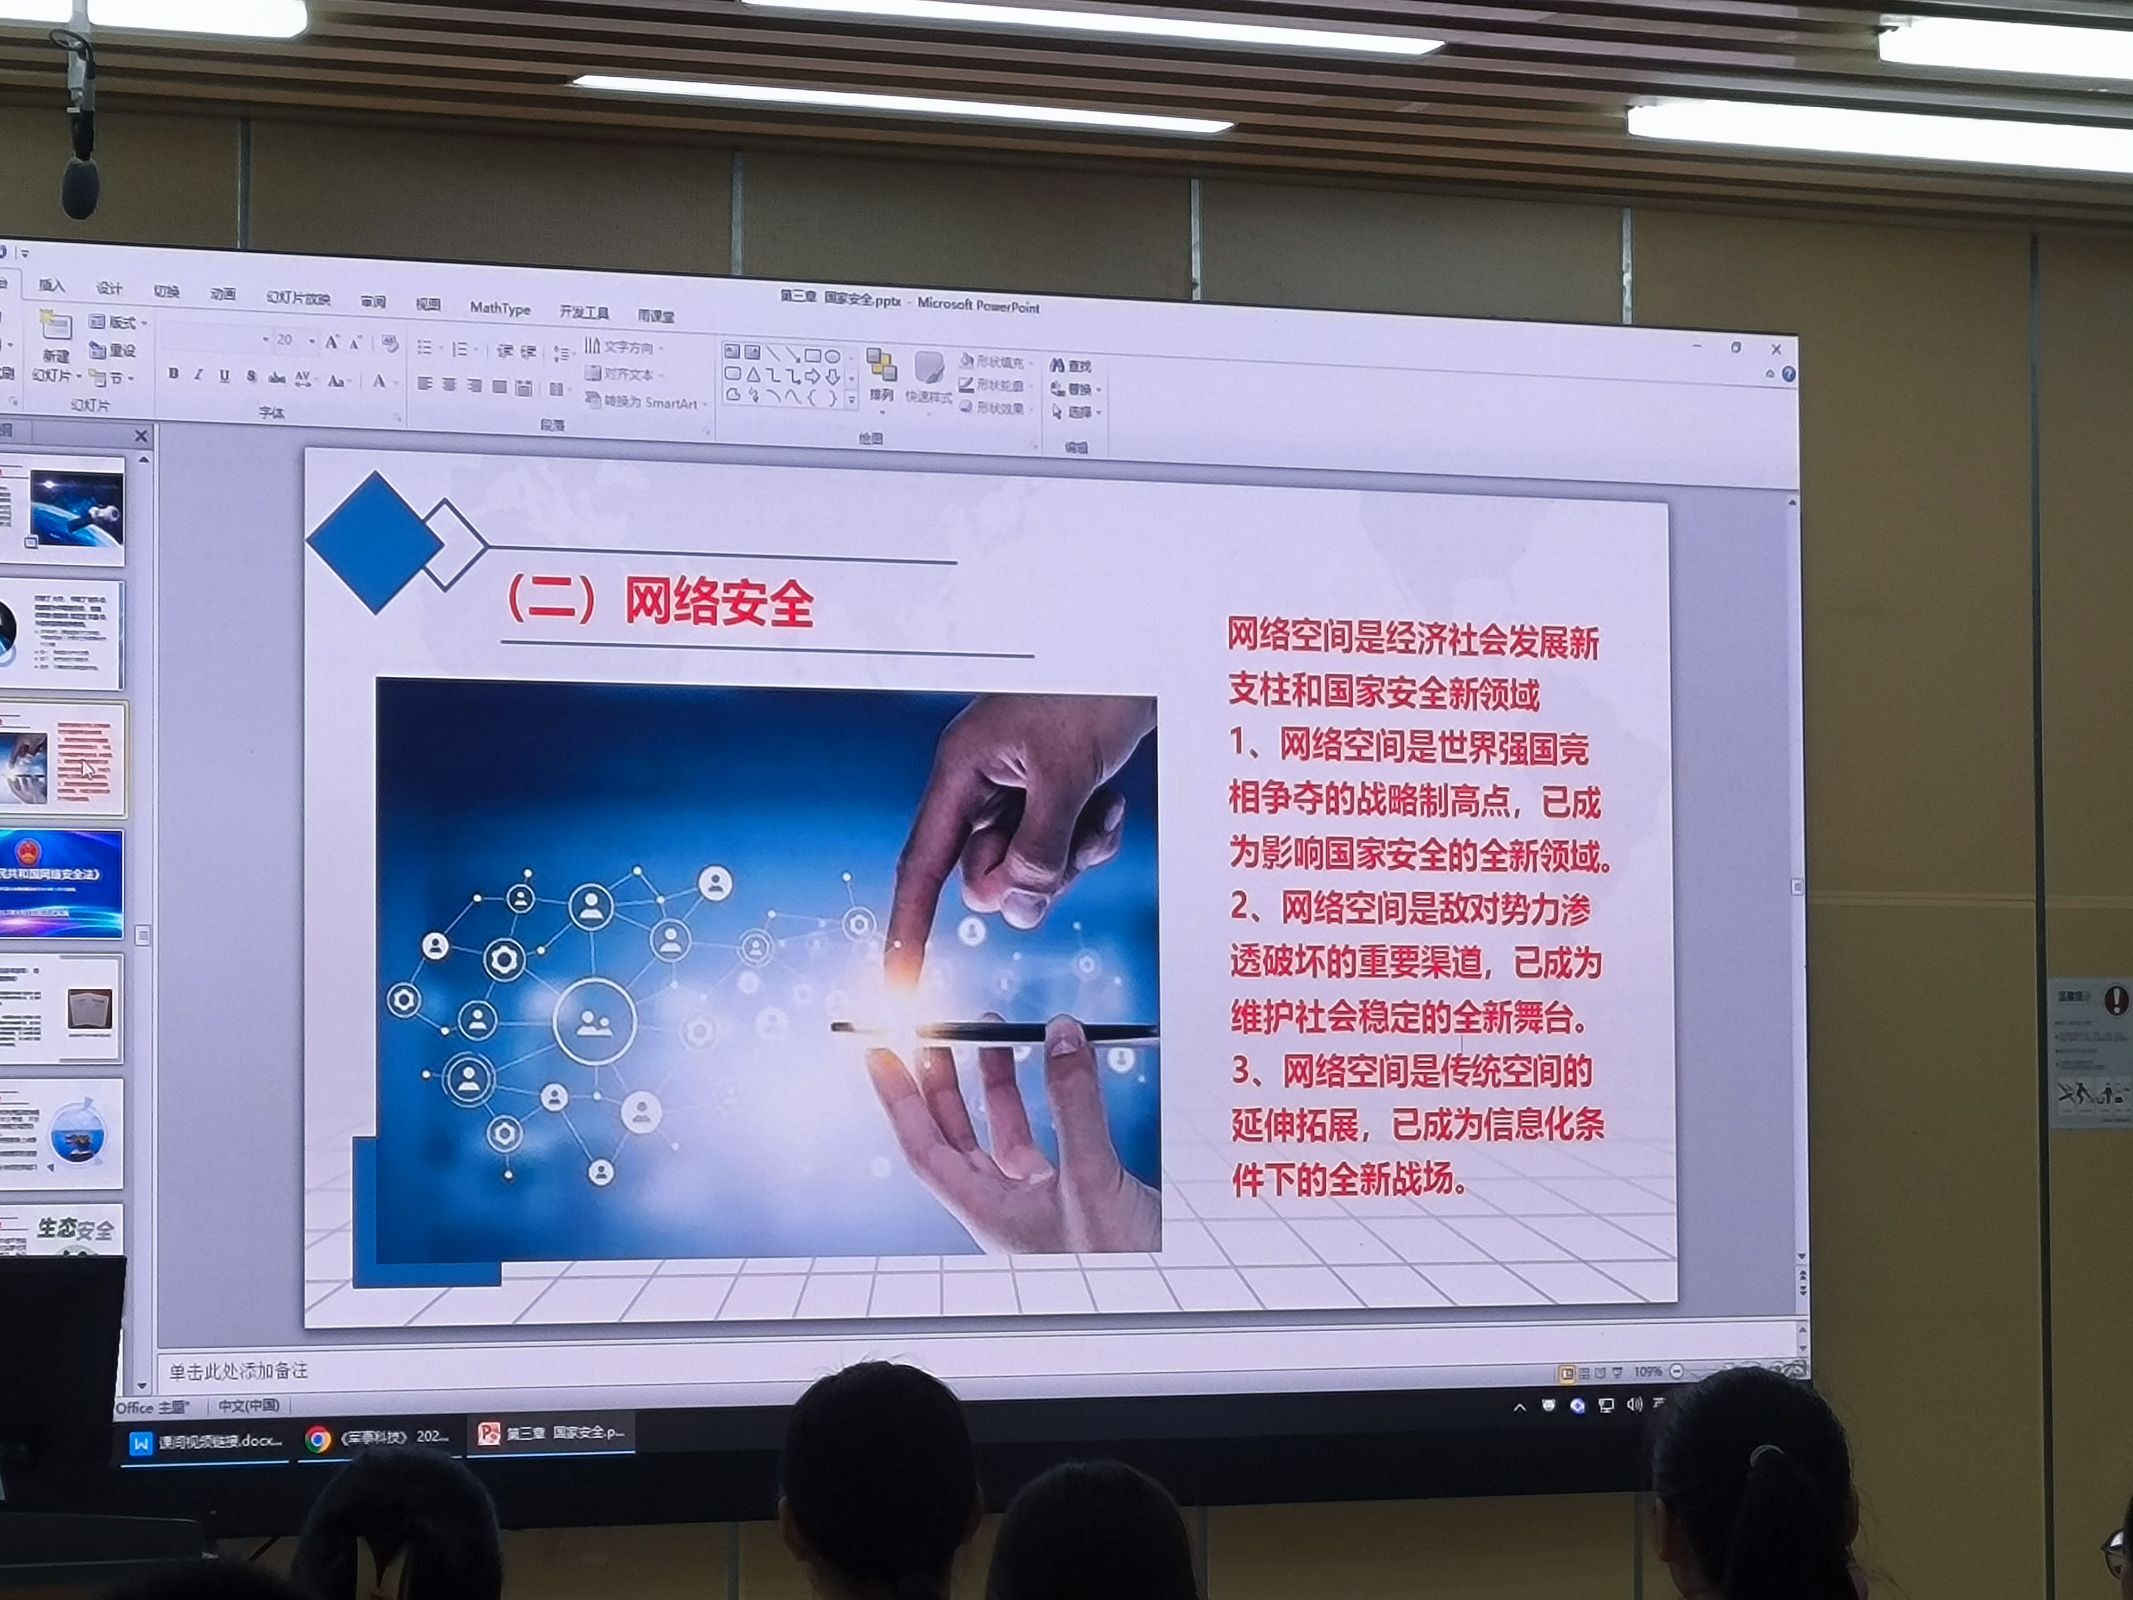 第三章 国家安全.pptx - Microsoft PowerPoint
插入 设计 切换 动画 幻灯片放映 审阅 视图 MathType 开发工具 雨课堂
新建
幻灯片
版式
重设
节
幻灯片
20
B I U S abc AV Aa A
字体
文字方向
对齐文本
转换为 SmartArt
段落
排列
快速样式
形状填充
形状轮廓
形状效果
绘图
查找
替换
选择
编辑
民共和国网络安全法》
生态安全
（二）网络安全
网络空间是经济社会发展新
支柱和国家安全新领域
1、网络空间是世界强国竞
相争夺的战略制高点，已成
为影响国家安全的全新领域。
2、网络空间是敌对势力渗
透破坏的重要渠道，已成为
维护社会稳定的全新舞台。
3、网络空间是传统空间的
延伸拓展，已成为信息化条
件下的全新战场。
单击此处添加备注
Office 主题" 中文(中国)
109%
课间视频链接.docx...
《军事科技》 202...
第三章 国家安全.p...